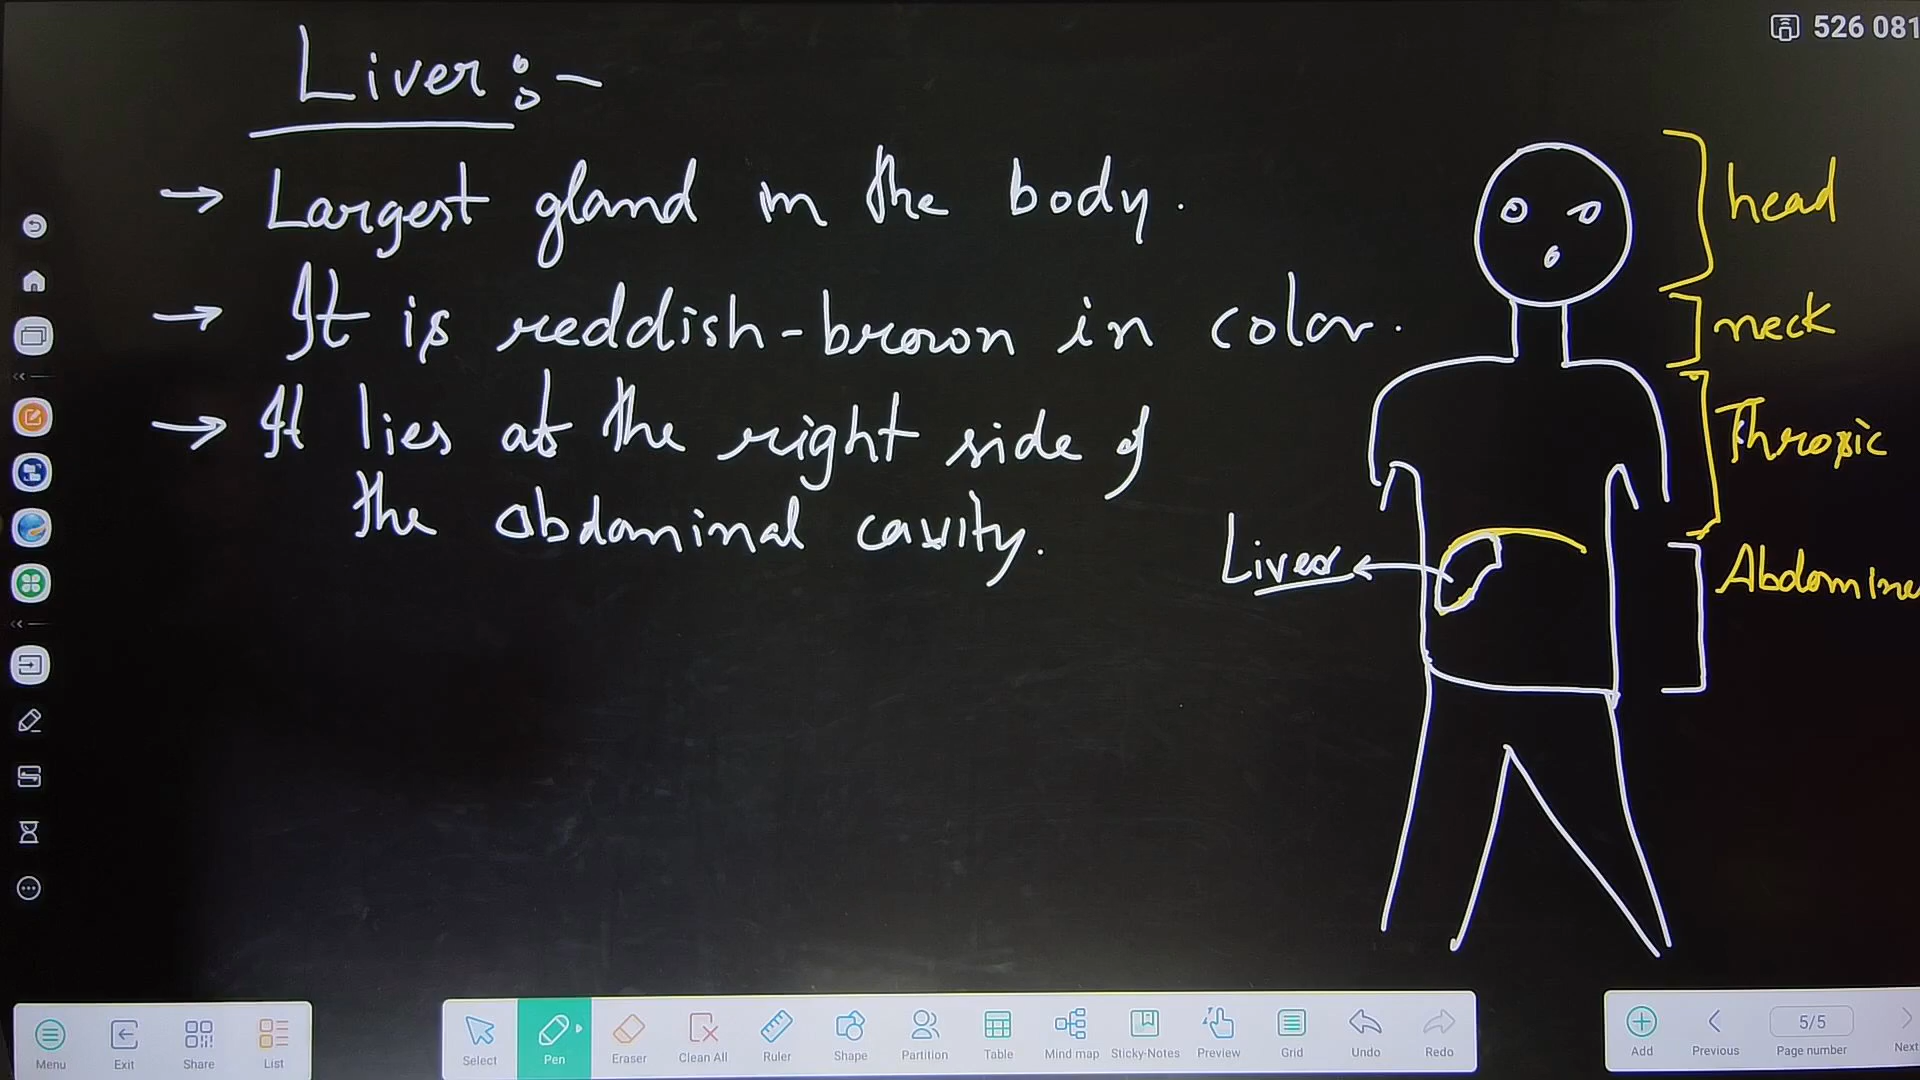 526 081
Liver :-
→ Largest gland in the body.
→ It is reddish-brown in color.
→ It lies at the right side of
the abdominal cavity.
head
neck
Thropic
Abdomine
Liver
Menu
Exit
Share
List
Select
Pen
Eraser
Clean All
Ruler
Shape
Partition
Table
Mind map
Sticky-Notes
Preview
Grid
Undo
Redo
Add
Previous
5/5
Page number
Next